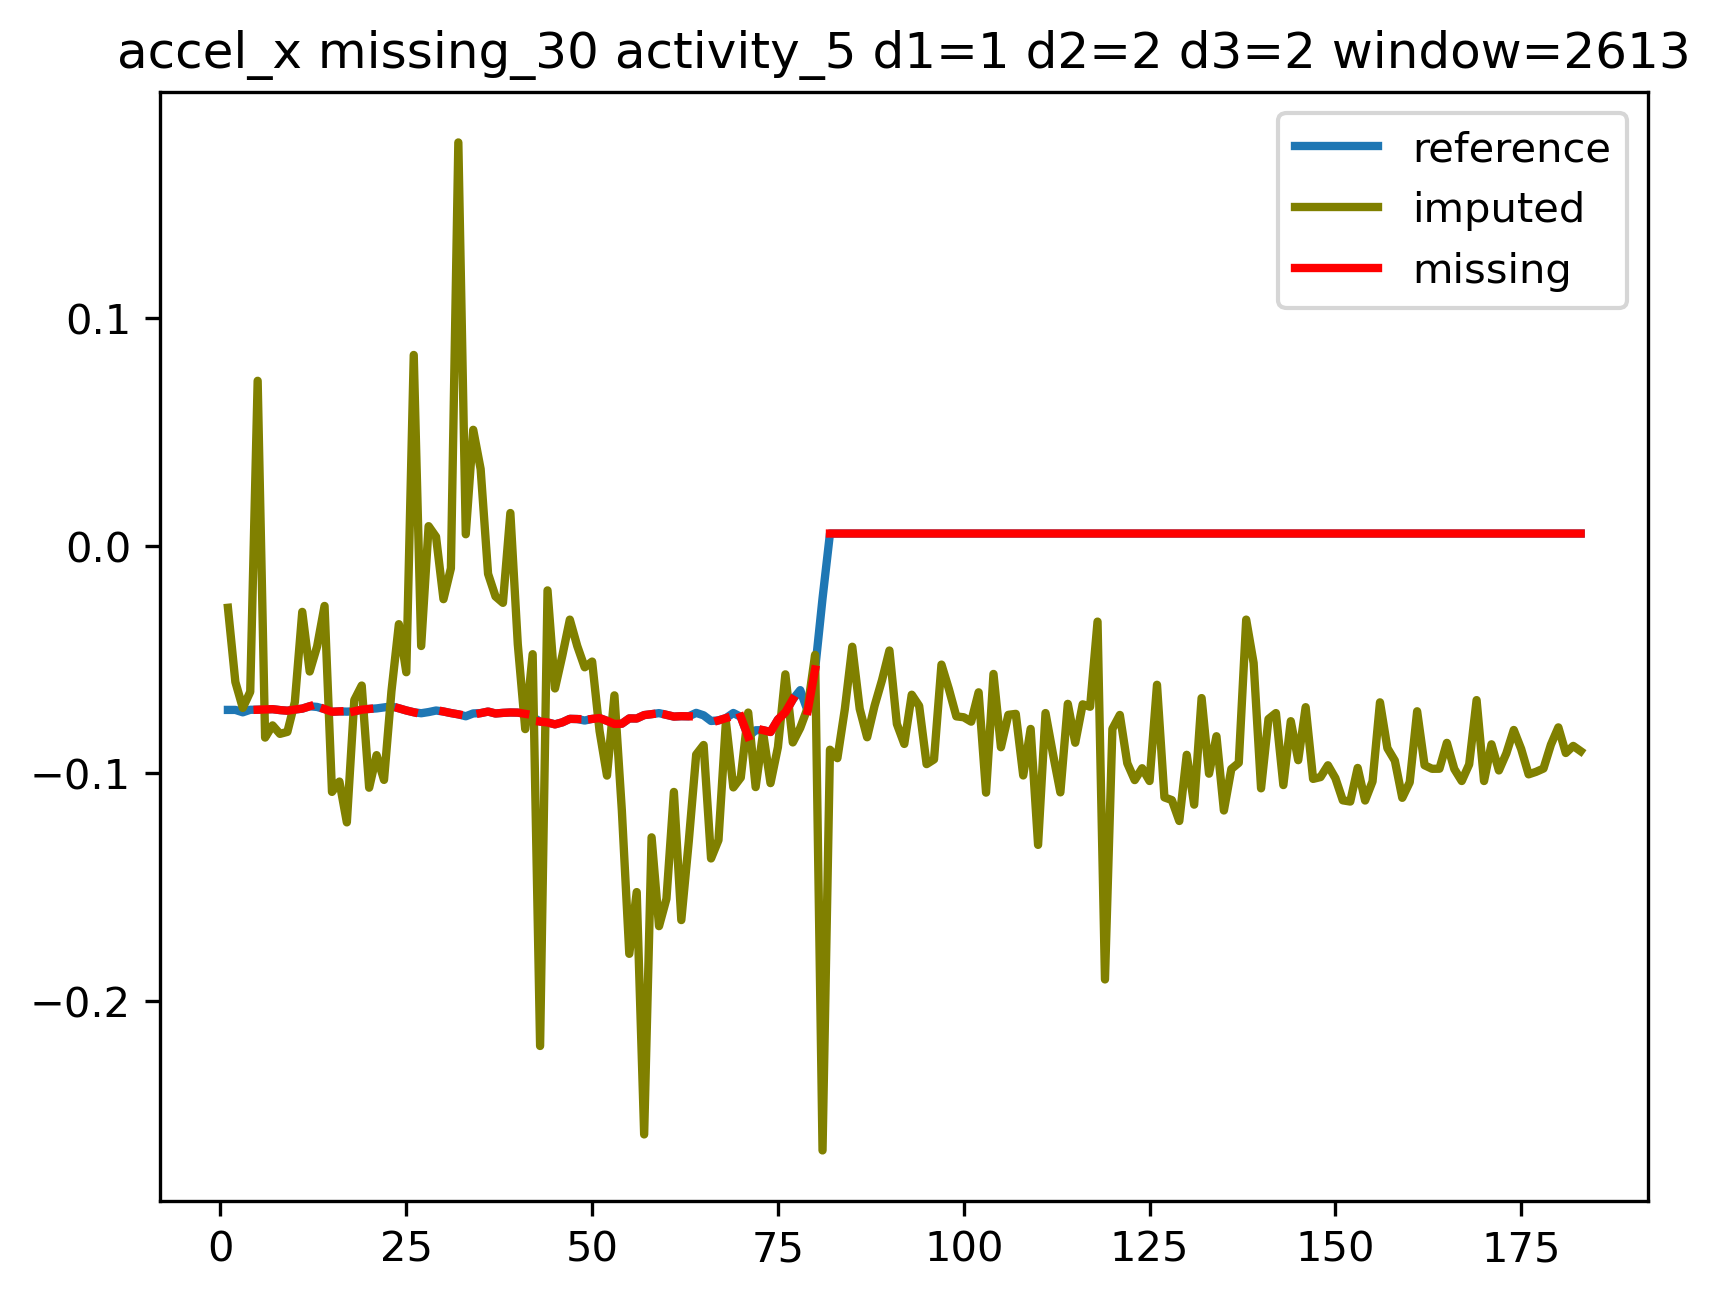 accel_x missing_30 activity_5 d1=1 d2=2 d3=2 window=2613
reference
imputed
missing
0.1
0.0
−0.1
−0.2
0 25 50 75 100 125 150 175